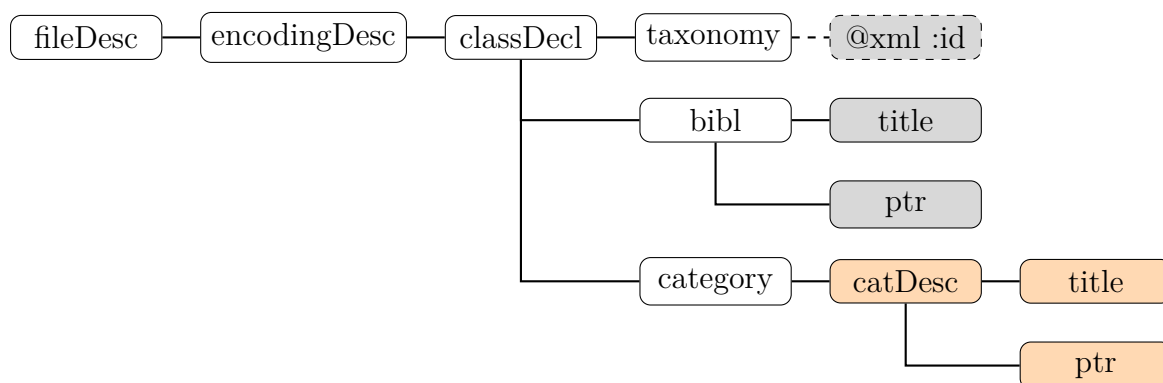 fileDesc encodingDesc classDecl taxonomy @xml :id
bibl title
ptr
category catDesc title
ptr